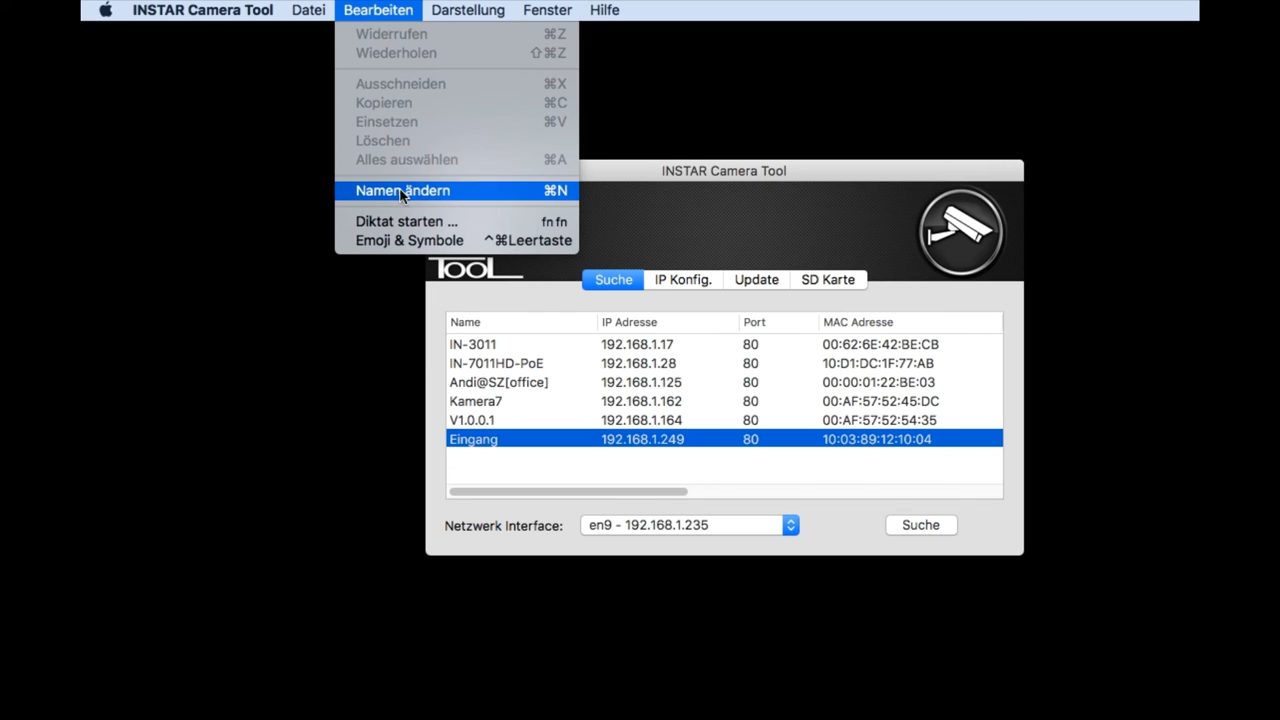 INSTAR Camera Tool Datei Bearbeiten Darstellung Fenster Hilfe
Widerrufen ⌘Z
Wiederholen ⇧⌘Z
Ausschneiden ⌘X
Kopieren ⌘C
Einsetzen ⌘V
Löschen
Alles auswählen ⌘A
Namen ändern ⌘N
Diktat starten ... fn fn
Emoji & Symbole ^⌘Leertaste
INSTAR Camera Tool
TOOL
Suche IP Konfig. Update SD Karte
Name IP Adresse Port MAC Adresse
IN-3011 192.168.1.17 80 00:62:6E:42:BE:CB
IN-7011HD-PoE 192.168.1.28 80 10:D1:DC:1F:77:AB
Andi@SZ[office] 192.168.1.125 80 00:00:01:22:BE:03
Kamera7 192.168.1.162 80 00:AF:57:52:45:DC
V1.0.0.1 192.168.1.164 80 00:AF:57:52:54:35
Eingang 192.168.1.249 80 10:03:89:12:10:04
Netzwerk Interface: en9 - 192.168.1.235 Suche